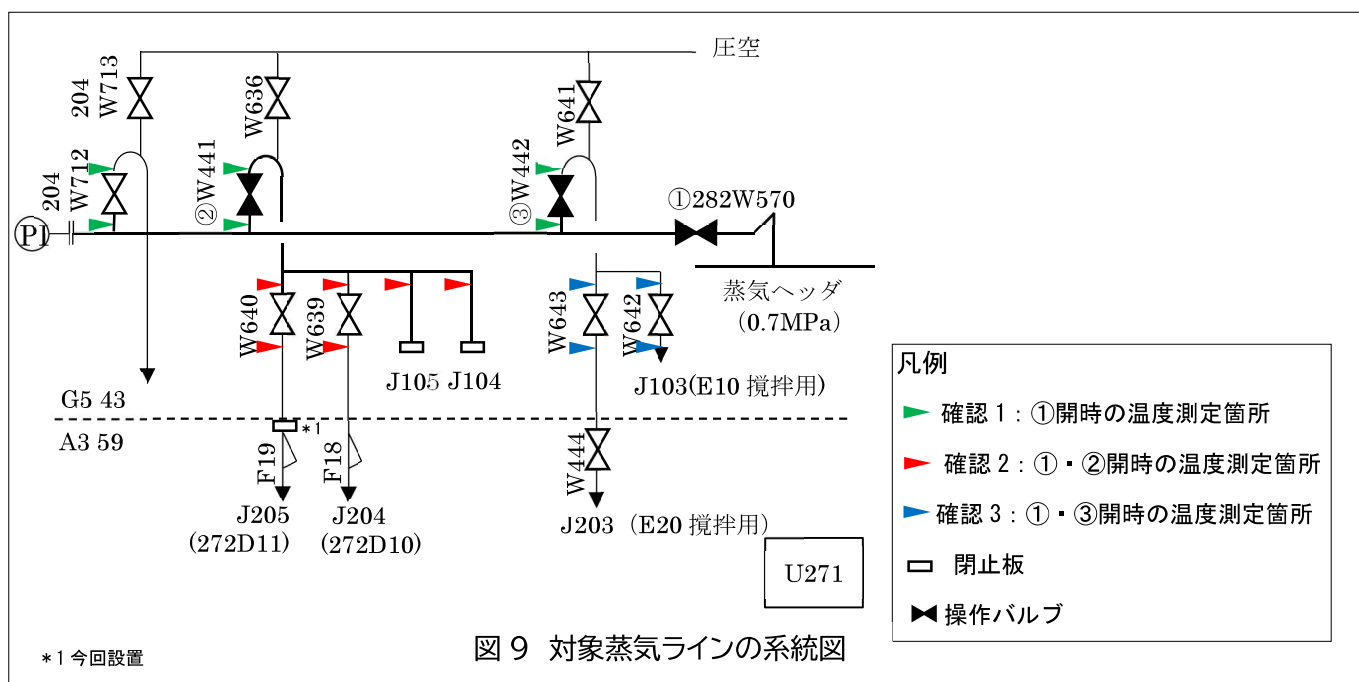 圧空
204
W713
W636
W641
204
W712
②W441
③W442
①282W570
PI
蒸気ヘッダ
（0.7MPa）
W640
W639
W643
W642
J105 J104
J103(E10 撹拌用)
G5 43
A3 59
*1
F19
F18
W444
J205
(272D11)
J204
(272D10)
J203（E20 撹拌用）
U271
凡例
確認 1：①開時の温度測定箇所
確認 2：①・②開時の温度測定箇所
確認 3：①・③開時の温度測定箇所
閉止板
操作バルブ
*1 今回設置
図 9 対象蒸気ラインの系統図